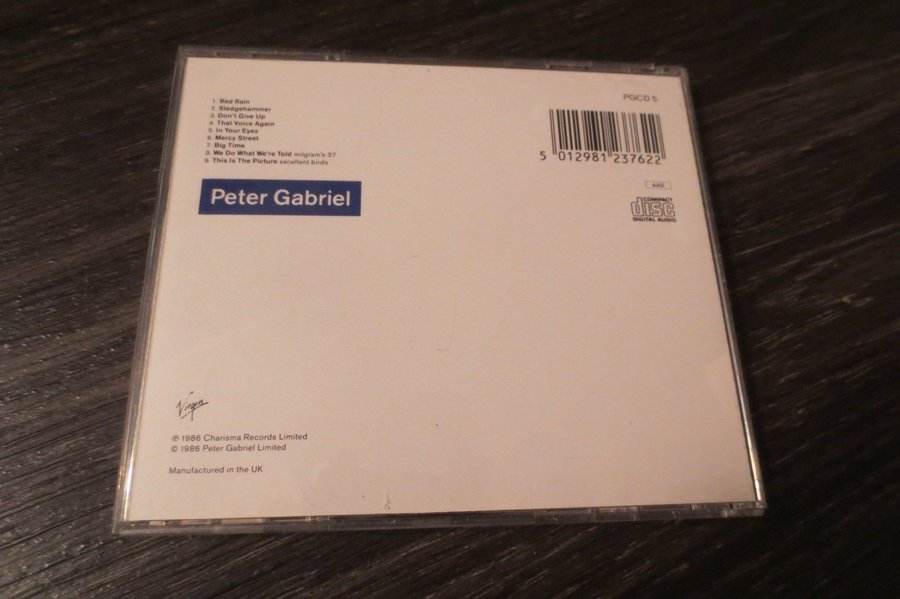 1. Red Rain
2. Sledgehammer
3. Don't Give Up
4. That Voice Again
5. In Your Eyes
6. Mercy Street
7. Big Time
8. We Do What We're Told milgram's 37
9. This Is The Picture excellent birds
Peter Gabriel
PGCD 5
5 012981 237622
AAD
COMPACT
disc
DIGITAL AUDIO
Virgin
℗ 1986 Charisma Records Limited
© 1986 Peter Gabriel Limited
Manufactured in the UK